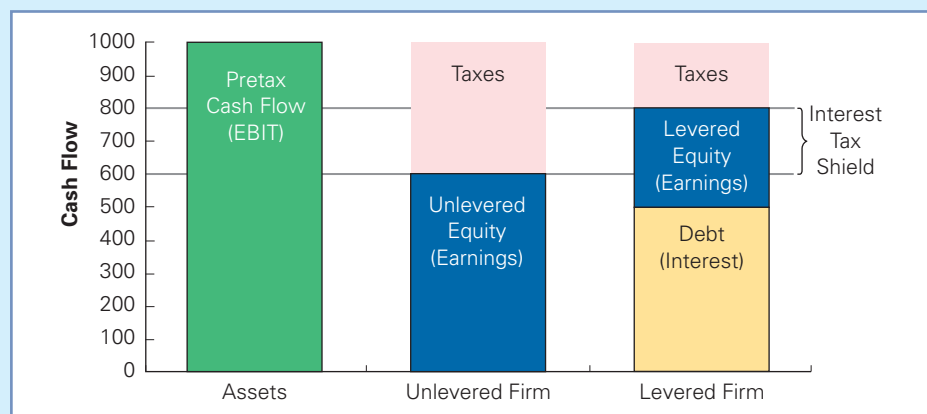 Cash Flow
1000
900
800
700
600
500
400
300
200
100
0
Pretax
Cash Flow
(EBIT)
Taxes
Unlevered
Equity
(Earnings)
Taxes
Levered
Equity
(Earnings)
Debt
(Interest)
Interest
Tax
Shield
Assets
Unlevered Firm
Levered Firm